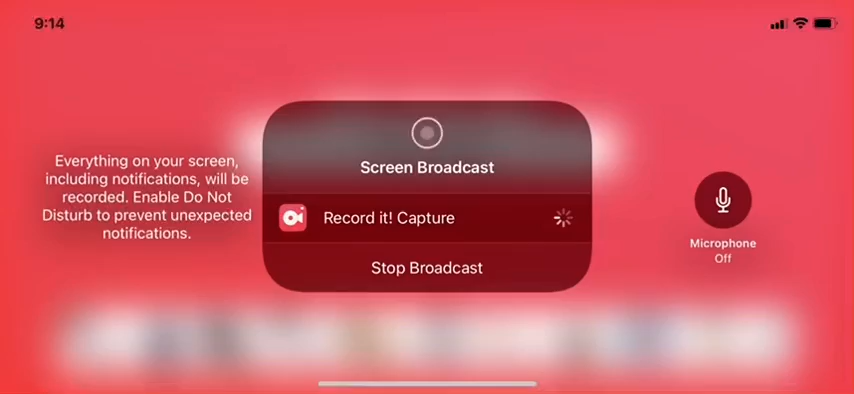 9:14
Everything on your screen,
including notifications, will be
recorded. Enable Do Not
Disturb to prevent unexpected
notifications.
Screen Broadcast
Record it! Capture
Stop Broadcast
Microphone
Off